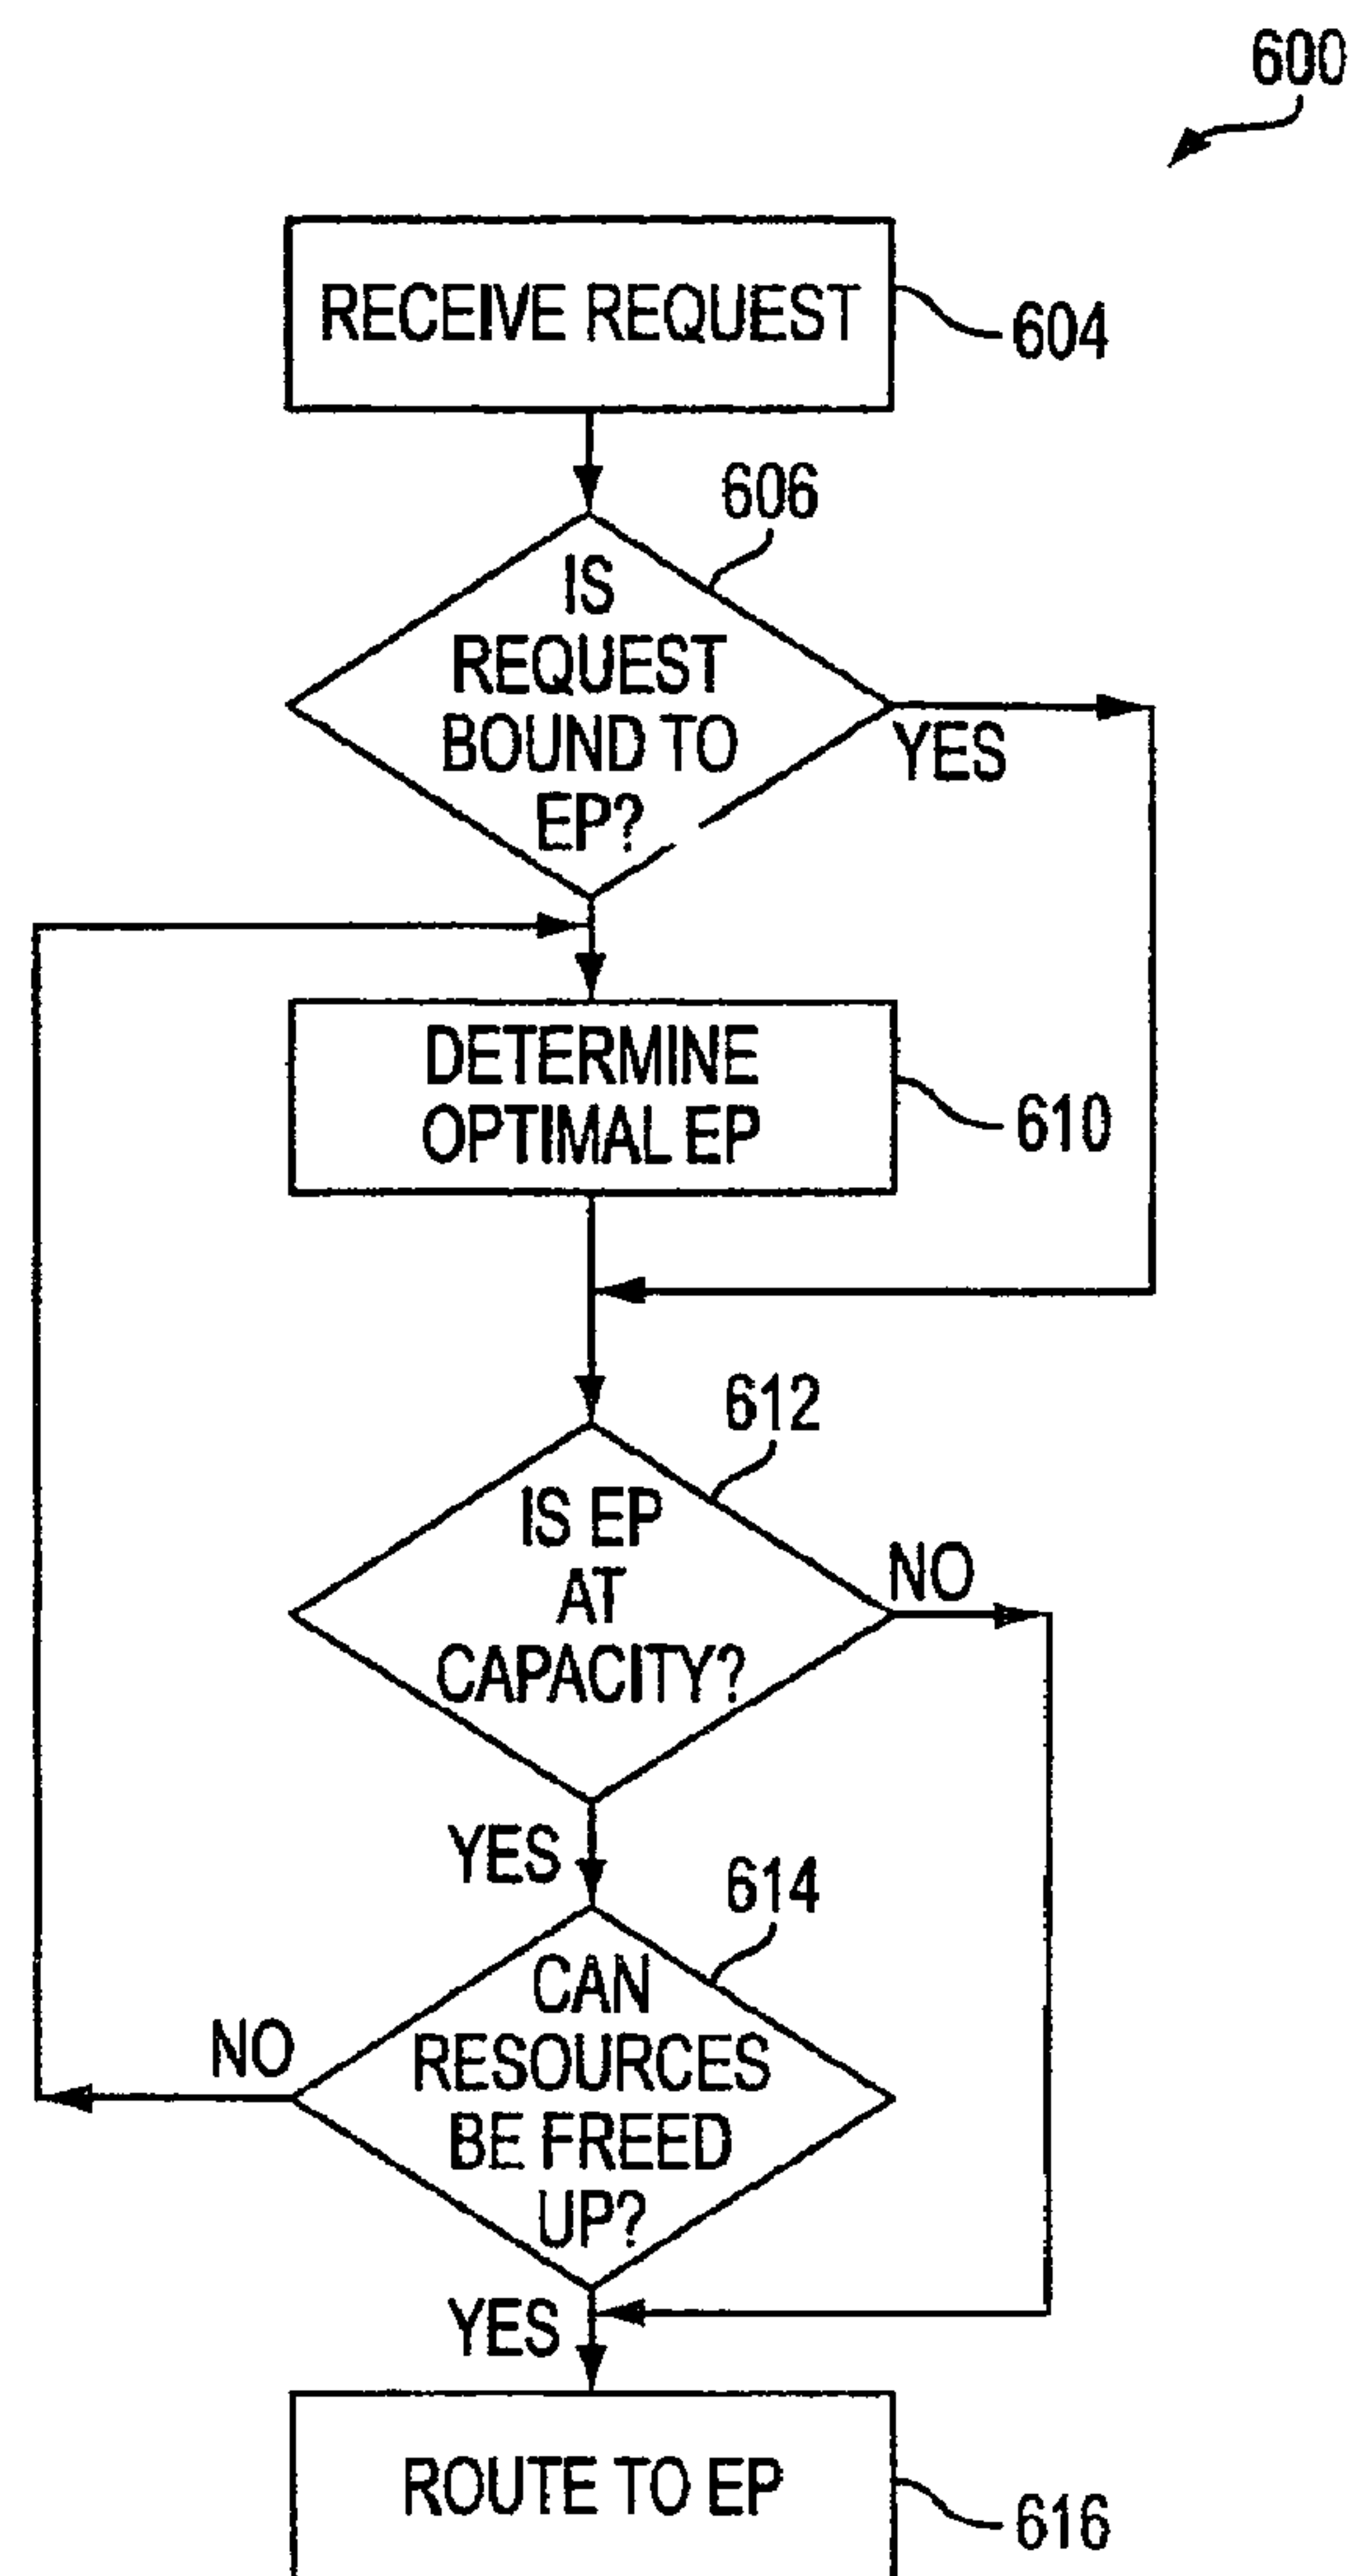 600
RECEIVE REQUEST
604
606
IS
REQUEST
BOUND TO
EP?
YES
DETERMINE
OPTIMAL EP
610
612
IS EP
AT
CAPACITY?
NO
YES
614
CAN
RESOURCES
BE FREED
UP?
NO
YES
ROUTE TO EP
616